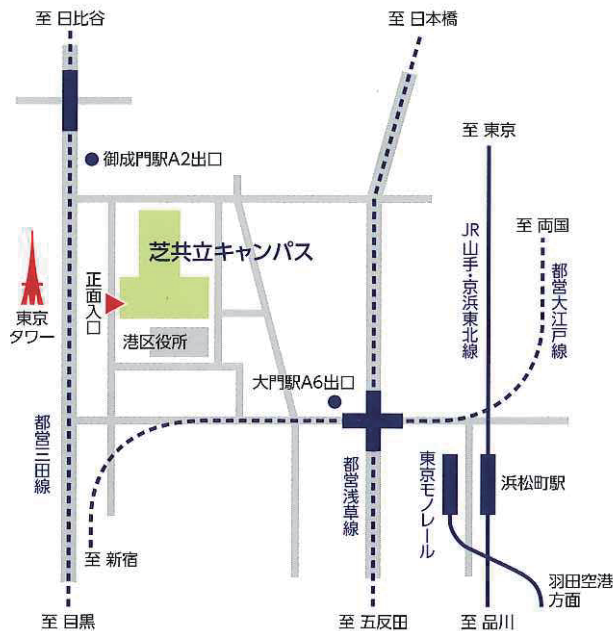 至 日比谷
至 日本橋
至 東京
御成門駅A2出口
至 両国
芝共立キャンパス
JR山手・京浜東北線
都営大江戸線
正面入口
東京
タワー
港区役所
大門駅A6出口
都営三田線
都営浅草線
東京モノレール
浜松町駅
至 新宿
羽田空港
方面
至 目黒
至 五反田
至 品川